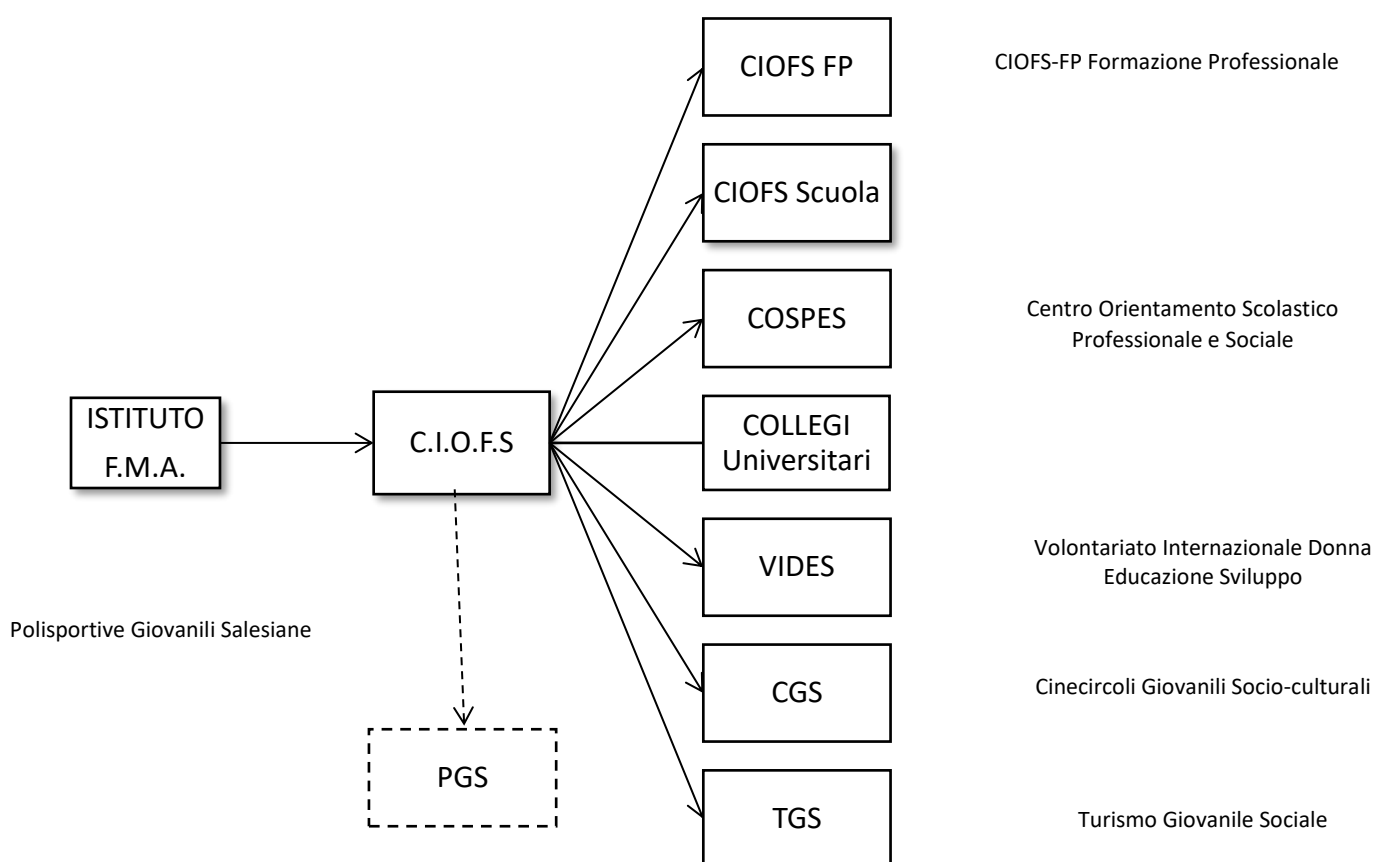 CIOFS FP
CIOFS-FP Formazione Professionale
CIOFS Scuola
COSPES
Centro Orientamento Scolastico
Professionale e Sociale
ISTITUTO
F.M.A.
C.I.O.F.S
COLLEGI
Universitari
VIDES
Volontariato Internazionale Donna
Educazione Sviluppo
Polisportive Giovanili Salesiane
CGS
Cinecircoli Giovanili Socio-culturali
PGS
TGS
Turismo Giovanile Sociale